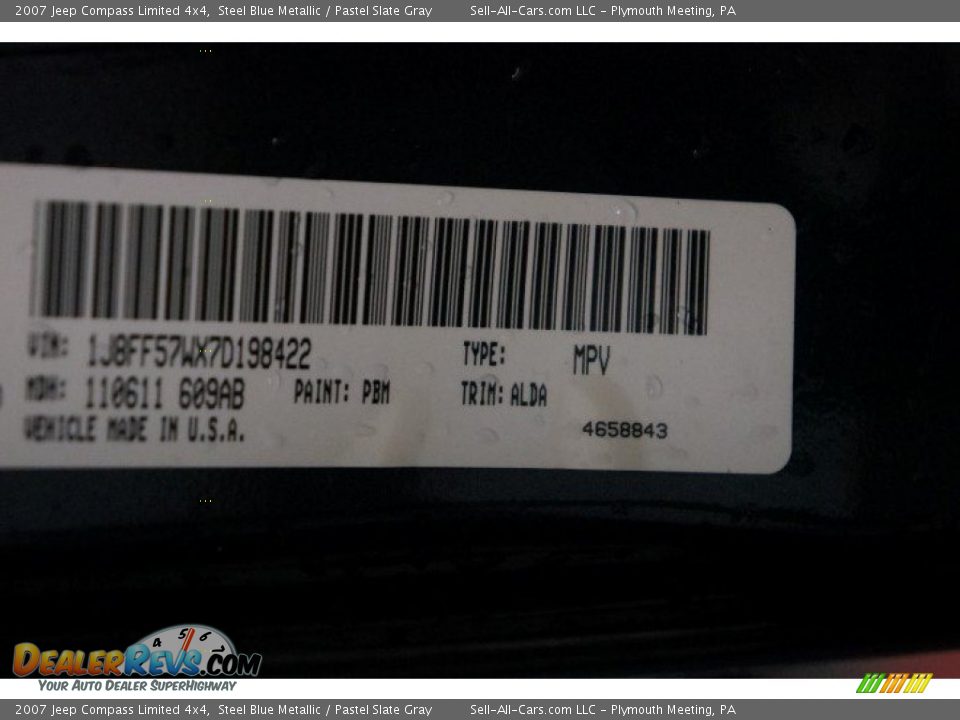 2007 Jeep Compass Limited 4x4, Steel Blue Metallic / Pastel Slate Gray Sell-All-Cars.com LLC - Plymouth Meeting, PA
VIN: 1J8FF57WX7D198422 TYPE: MPV
MDH: 110611 609AB PAINT: PBM TRIM: ALDA
VEHICLE MADE IN U.S.A. 4658843
4 5 6
DealerRevs.com
Your Auto Dealer SuperHighway
2007 Jeep Compass Limited 4x4, Steel Blue Metallic / Pastel Slate Gray Sell-All-Cars.com LLC - Plymouth Meeting, PA